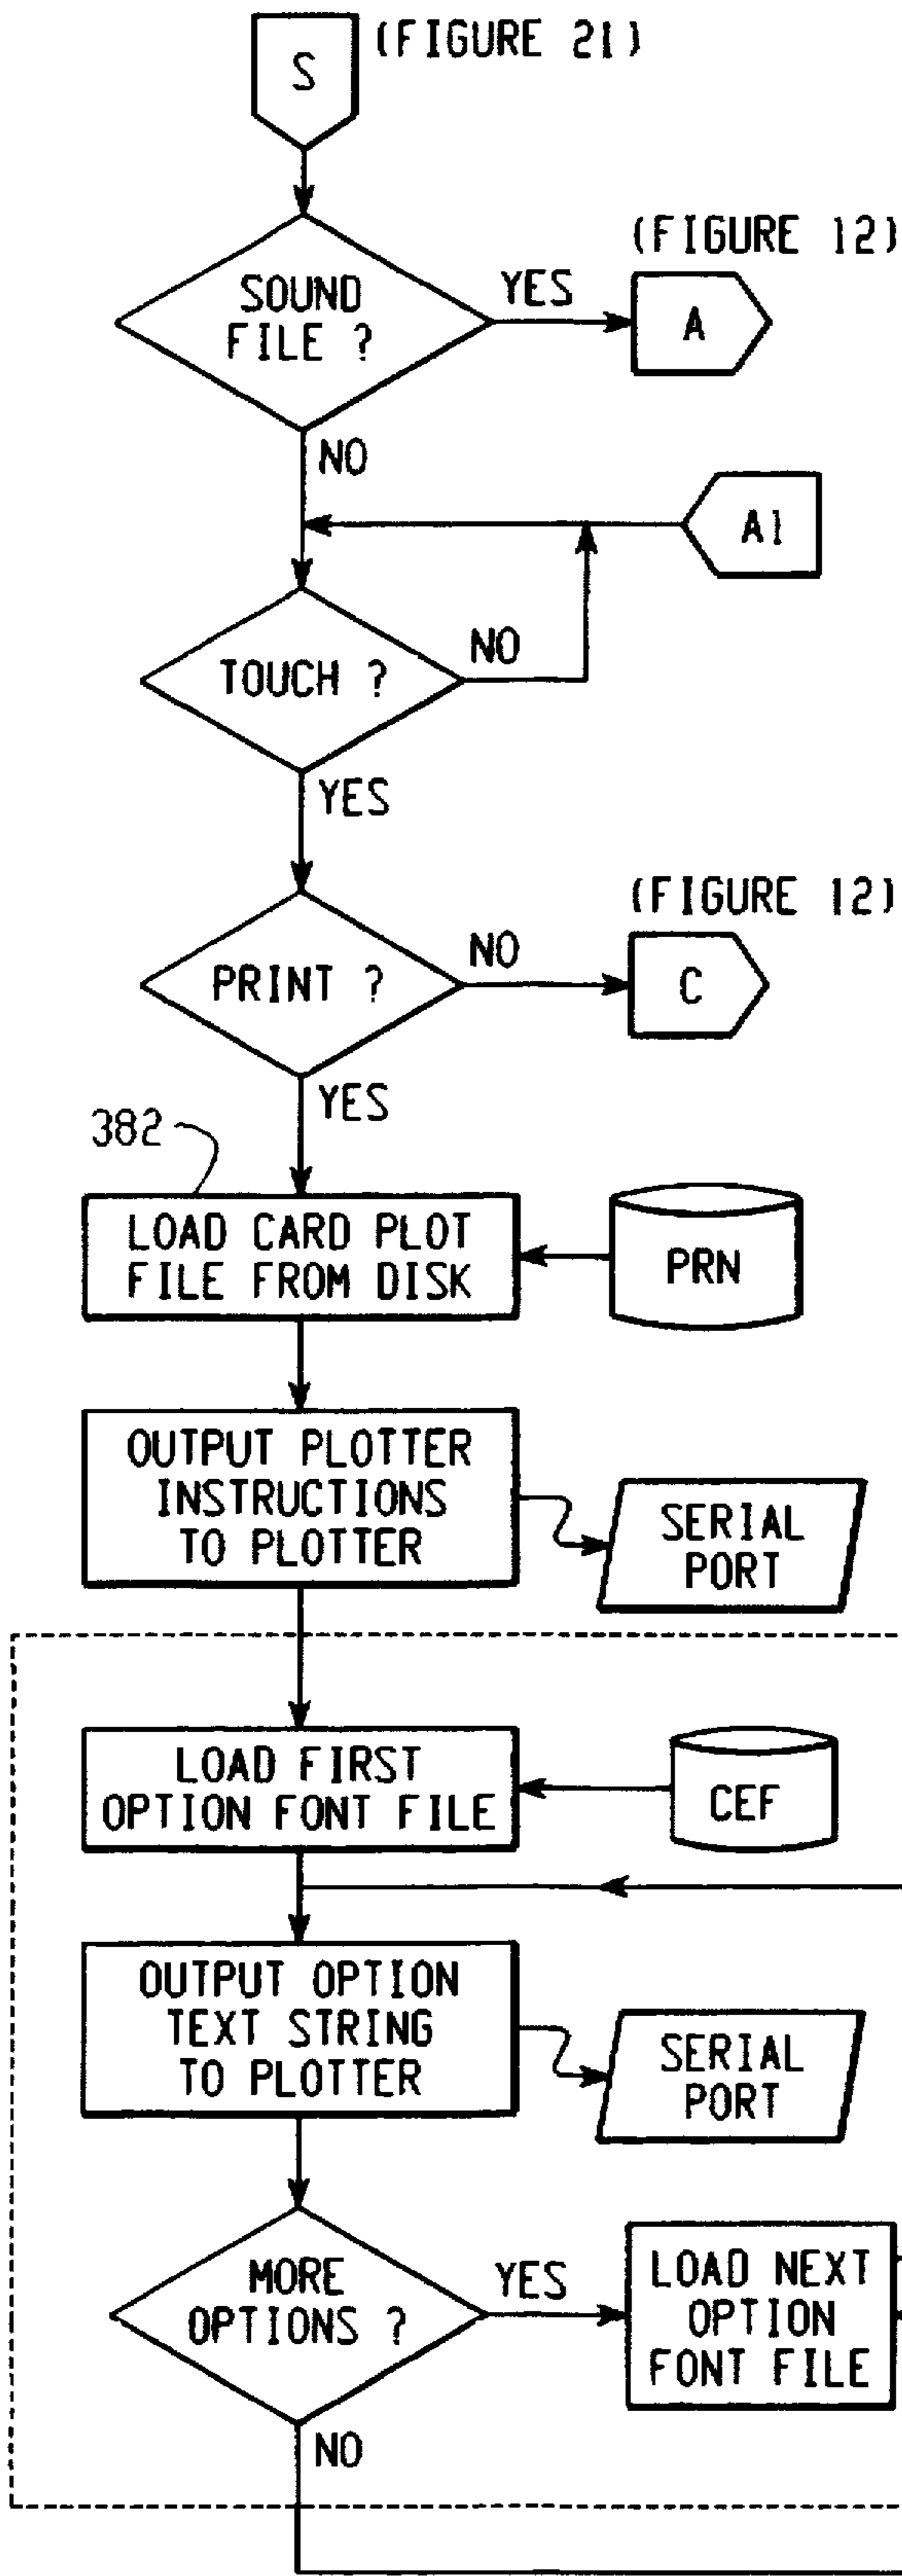 S
(FIGURE 21)
SOUND
FILE ?
YES
(FIGURE 12)
A
NO
A1
TOUCH ?
NO
YES
PRINT ?
NO
(FIGURE 12)
C
YES
382
LOAD CARD PLOT
FILE FROM DISK
PRN
OUTPUT PLOTTER
INSTRUCTIONS
TO PLOTTER
SERIAL
PORT
LOAD FIRST
OPTION FONT FILE
CEF
OUTPUT OPTION
TEXT STRING
TO PLOTTER
SERIAL
PORT
MORE
OPTIONS ?
YES
LOAD NEXT
OPTION
FONT FILE
NO